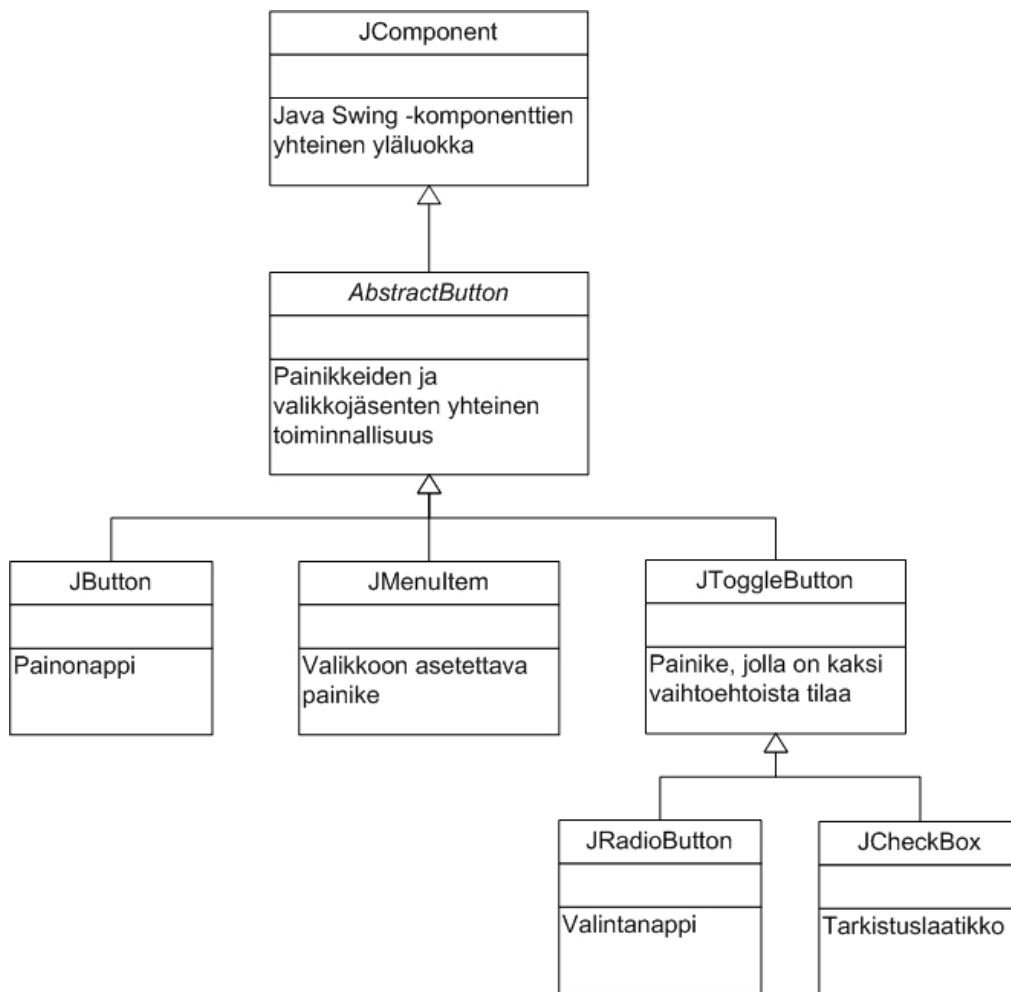 JComponent
Java Swing -komponenttien
yhteinen yläluokka
AbstractButton
Painikkeiden ja
valikkojäsenten yhteinen
toiminnallisuus
JButton
Painonappi
JMenuItem
Valikkoon asetettava
painike
JToggleButton
Painike, jolla on kaksi
vaihtoehtoista tilaa
JRadioButton
Valintanappi
JCheckBox
Tarkistuslaatikko